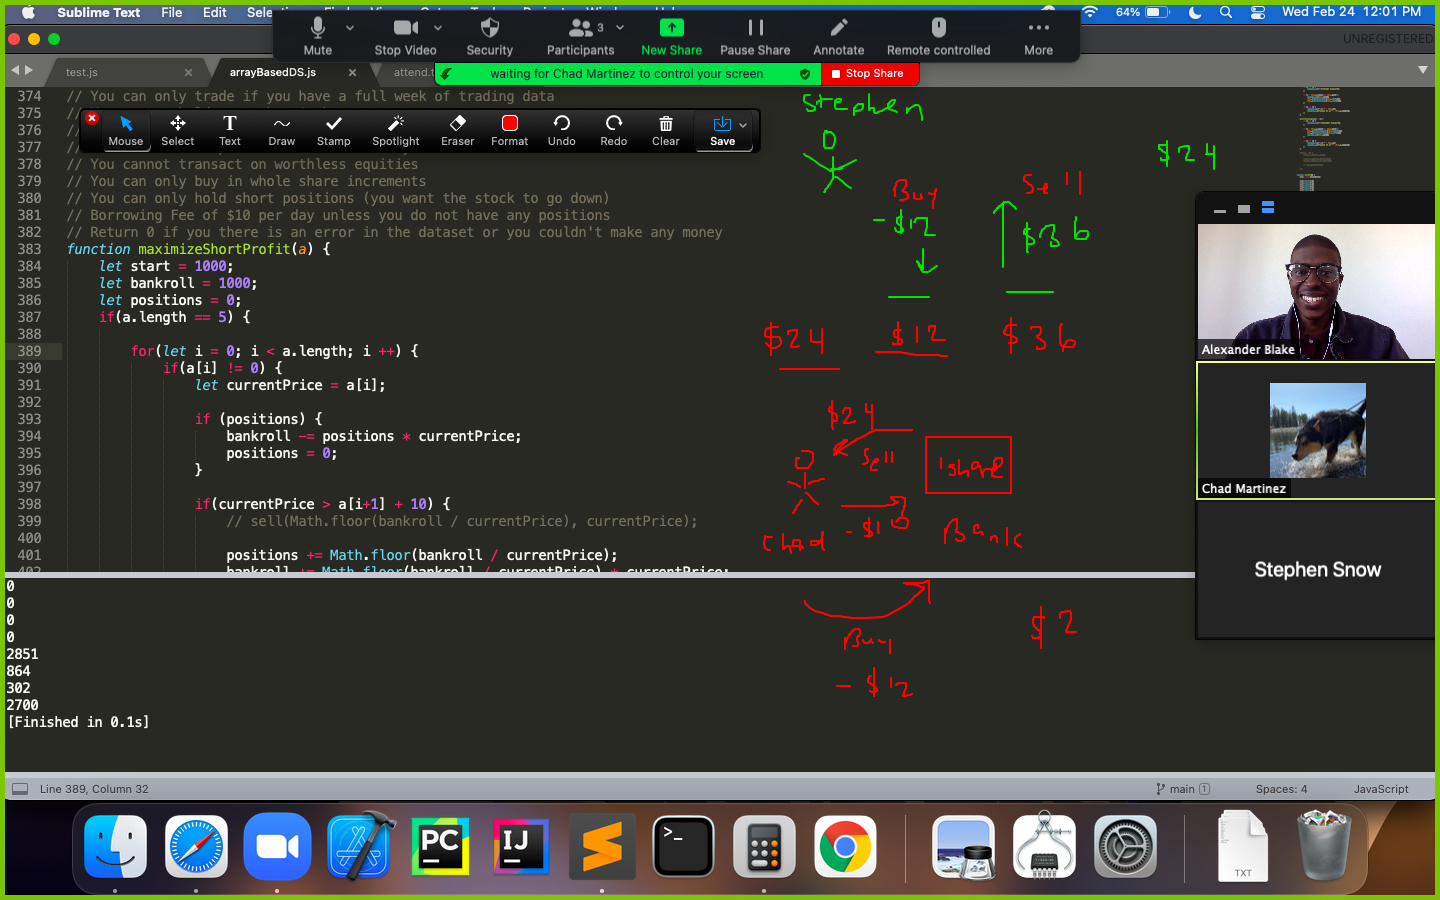 Sublime Text File Edit
64% Wed Feb 24 12:01 PM
Mute Stop Video Security Participants 3 New Share Pause Share Annotate Remote controlled More
UNREGISTERED
test.js arrayBasedDS.js
waiting for Chad Martinez to control your screen Stop Share
Mouse Select Text Draw Stamp Spotlight Eraser Format Undo Redo Clear Save
374 // You can only trade if you have a full week of trading data
375 //
376
377
378 // You cannot transact on worthless equities
379 // You can only buy in whole share increments
380 // You can only hold short positions (you want the stock to go down)
381 // Borrowing Fee of $10 per day unless you do not have any positions
382 // Return 0 if you there is an error in the dataset or you couldn't make any money
383 function maximizeShortProfit(a) {
384 let start = 1000;
385 let bankroll = 1000;
386 let positions = 0;
387 if(a.length == 5) {
388
389 for(let i = 0; i < a.length; i ++) {
390 if(a[i] != 0) {
391 let currentPrice = a[i];
392
393 if (positions) {
394 bankroll -= positions * currentPrice;
395 positions = 0;
396 }
397
398 if(currentPrice > a[i+1] + 10) {
399 // sell(Math.floor(bankroll / currentPrice), currentPrice);
400
401 positions += Math.floor(bankroll / currentPrice);
402 bankroll += Math.floor(bankroll / currentPrice) * currentPrice;
Stephen
$24
Buy Sell
-$12 $36
$24 $12 $36
$24
Sell
1 share
Chad -$10 Bank
Buy
- $12
$2
Alexander Blake
Chad Martinez
Stephen Snow
0
0
0
0
2851
864
302
2700
[Finished in 0.1s]
Line 389, Column 32 main 1 Spaces: 4 JavaScript
PC
IJ
>_
TXT